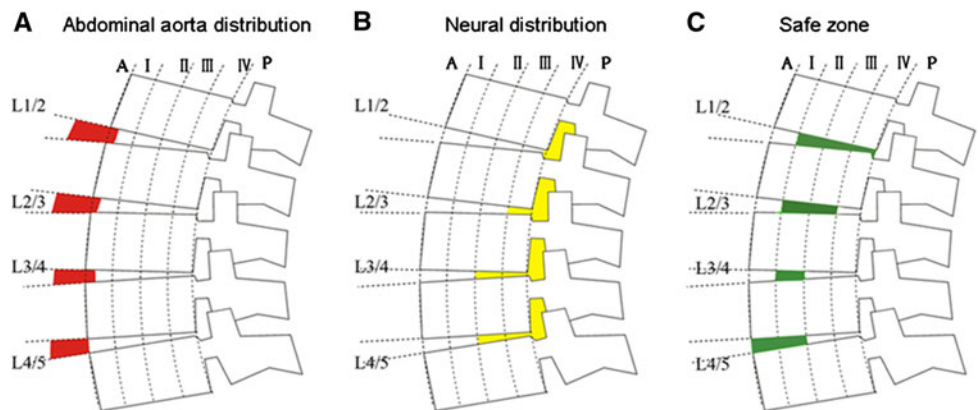 A Abdominal aorta distribution
A I II III IV P
L1/2
L2/3
L3/4
L4/5
B Neural distribution
A I II III IV P
L1/2
L2/3
L3/4
L4/5
C Safe zone
A I II III IV P
L1/2
L2/3
L3/4
L4/5